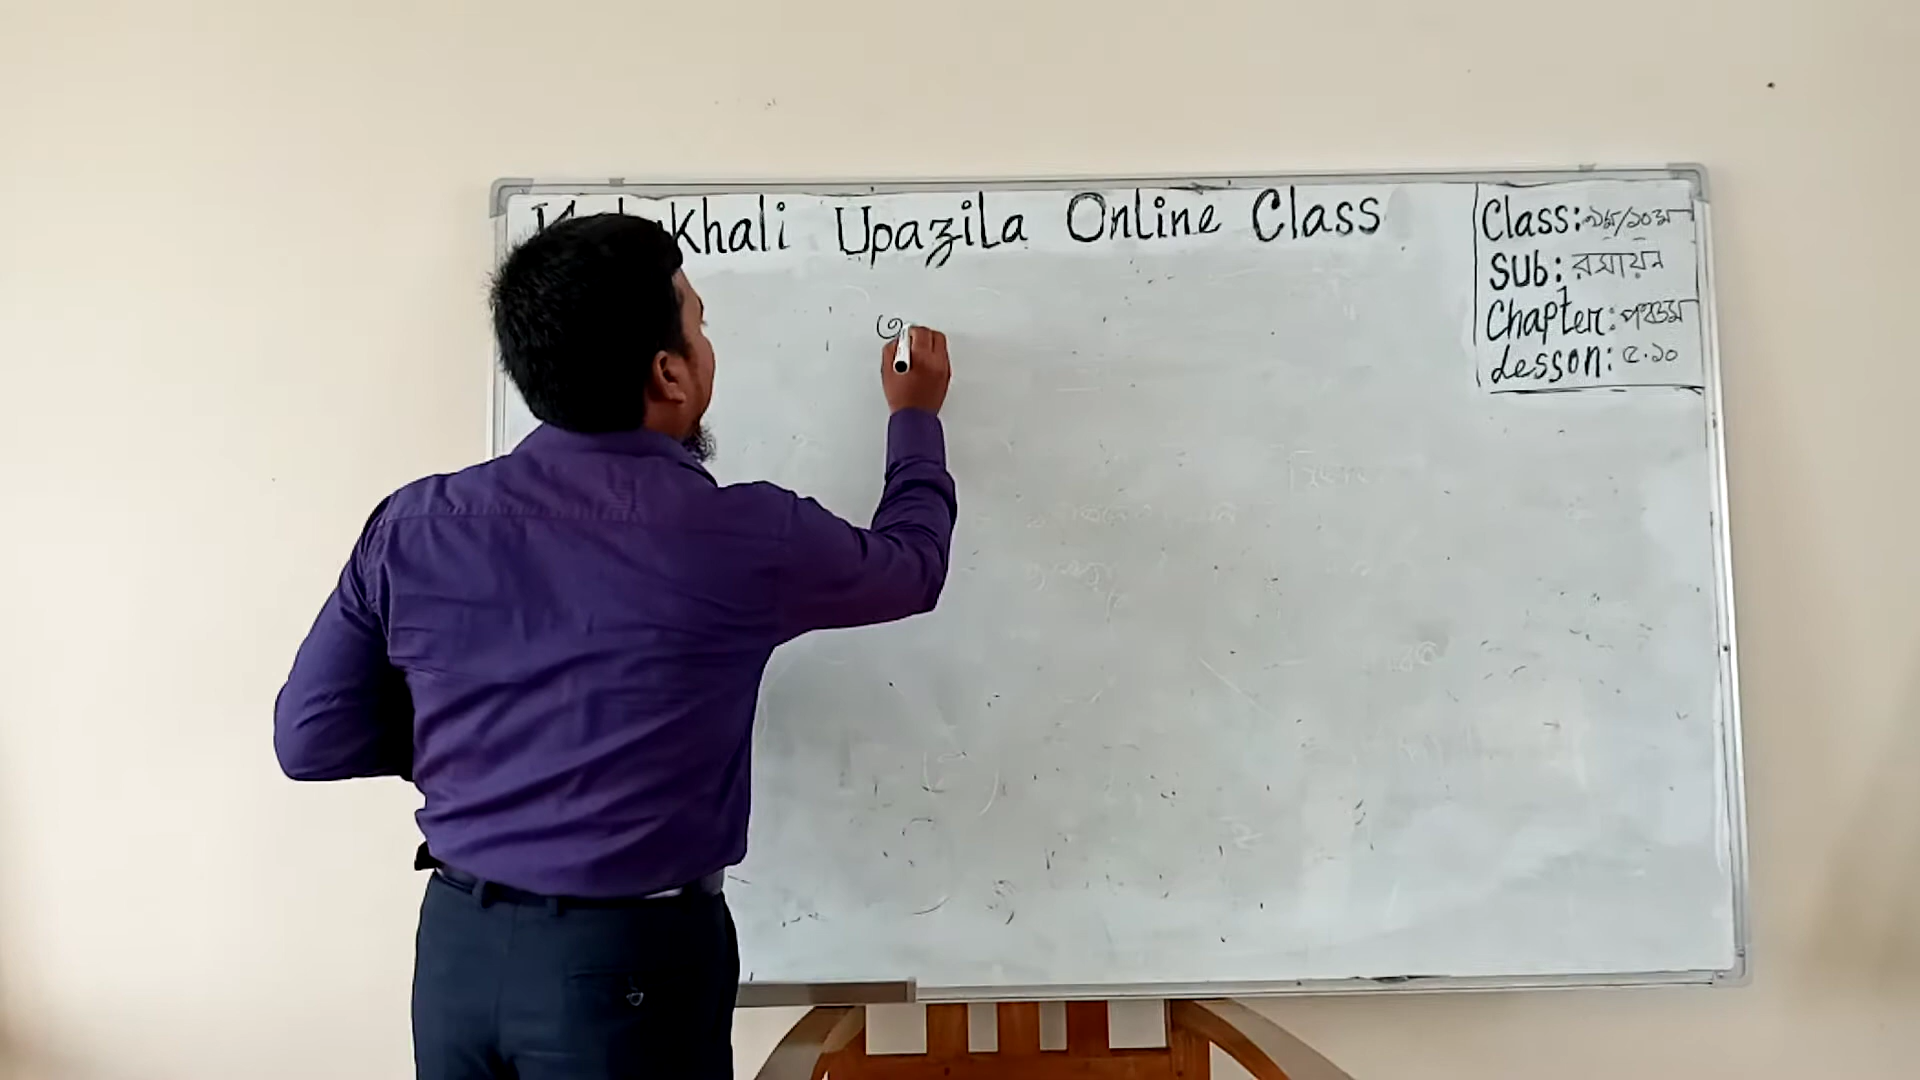 khali Upazila Online Class
Class: ৯ম/১০ম
Sub: রসায়ন
Chapter: পঞ্চম
Lesson: ৫.১০